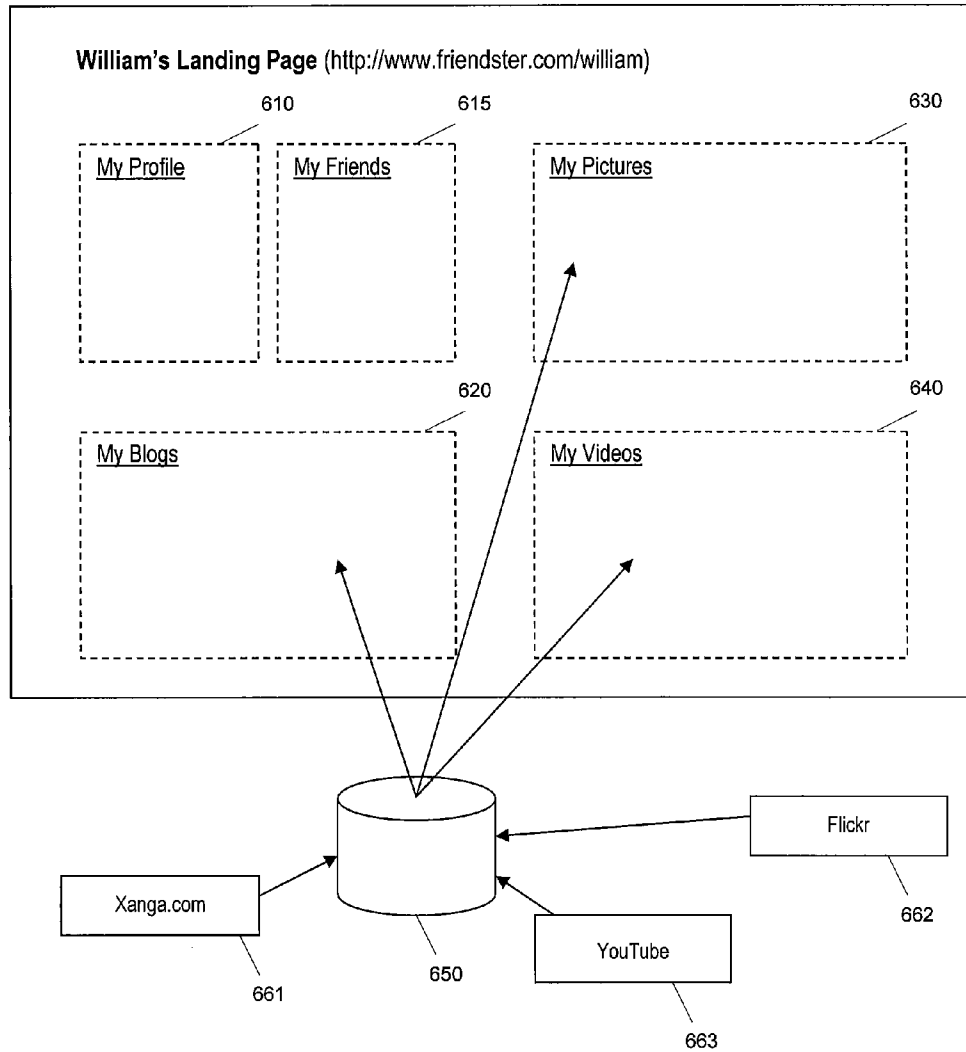 William's Landing Page (http://www.friendster.com/william)
610
615
630
My Profile
My Friends
My Pictures
620
640
My Blogs
My Videos
Flickr
662
Xanga.com
661
650
YouTube
663